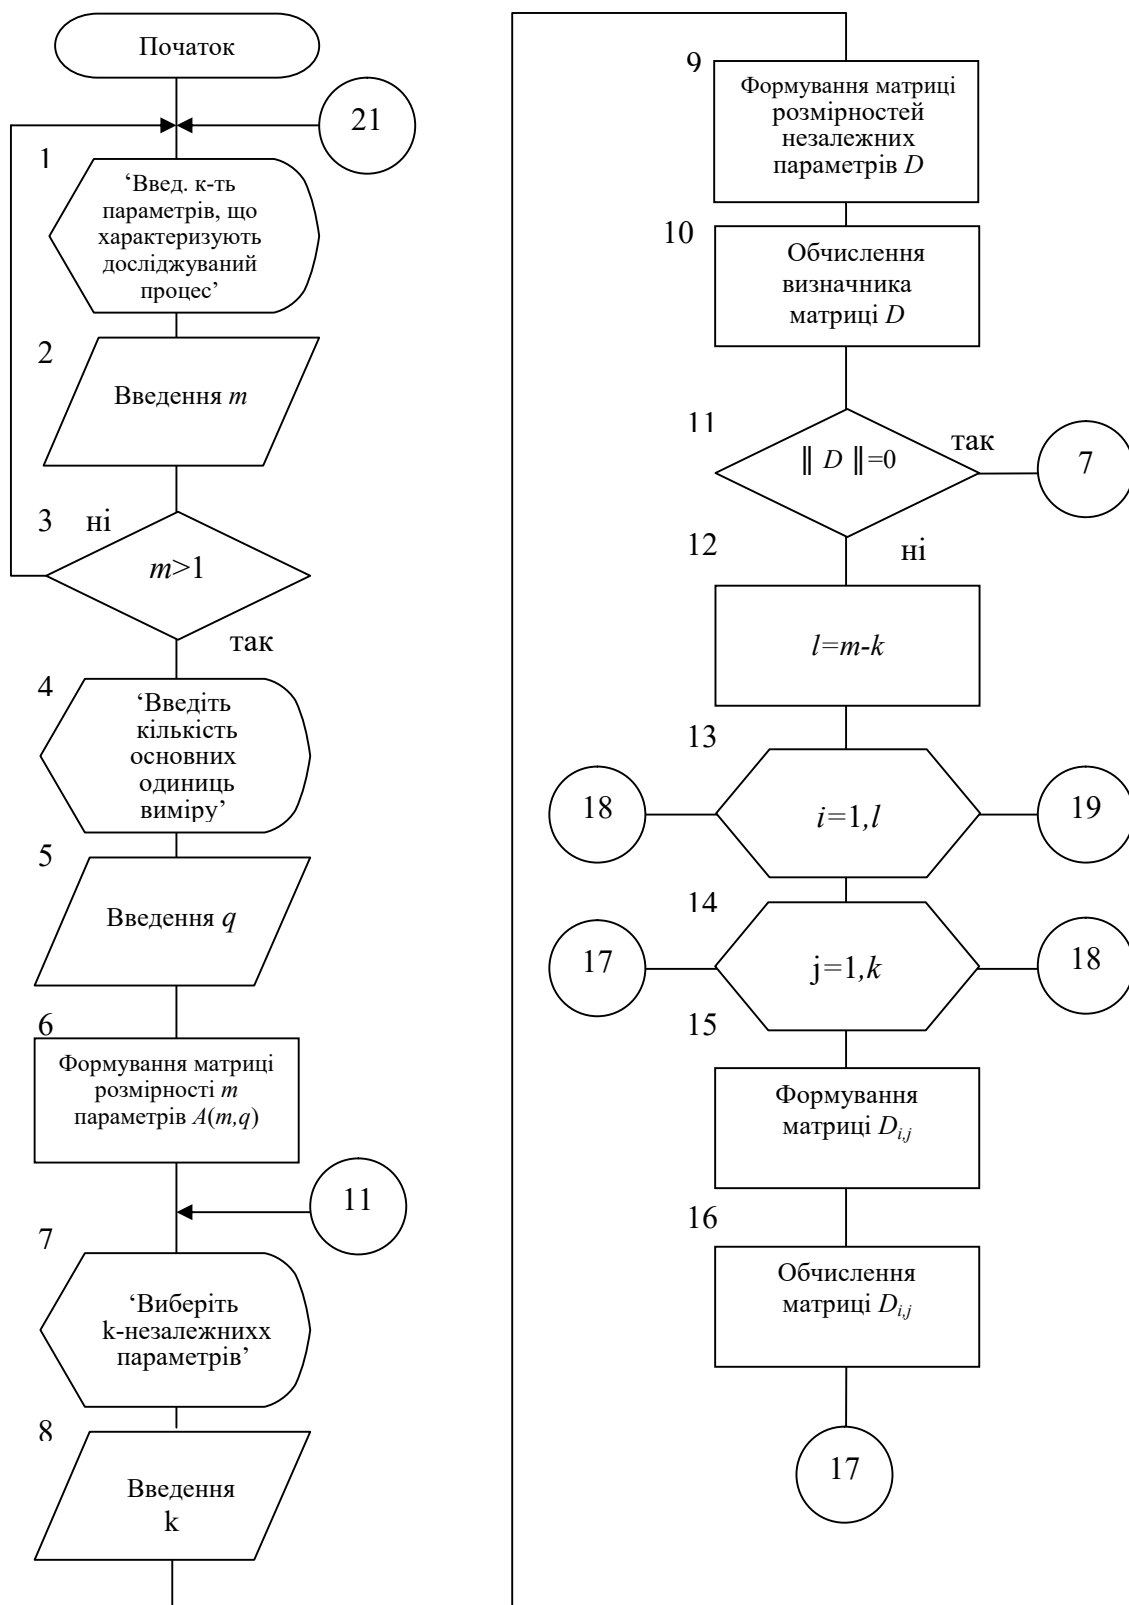 Початок
21
1
‘Введ. к-ть
параметрів, що
характеризують
досліджуваний
процес’
2
Введення m
3
ні
m>1
так
4
‘Введіть
кількість
основних
одиниць
виміру’
5
Введення q
6
Формування матриці
розмірності m
параметрів A(m,q)
11
7
‘Виберіть
k-незалежнихх
параметрів’
8
Введення
k
9
Формування матриці
розмірностей
незалежних
параметрів D
10
Обчислення
визначника
матриці D
11
‖ D ‖=0
так
7
12
ні
l=m-k
13
18
i=1,l
19
14
17
j=1,k
18
15
Формування
матриці Di,j
16
Обчислення
матриці Di,j
17